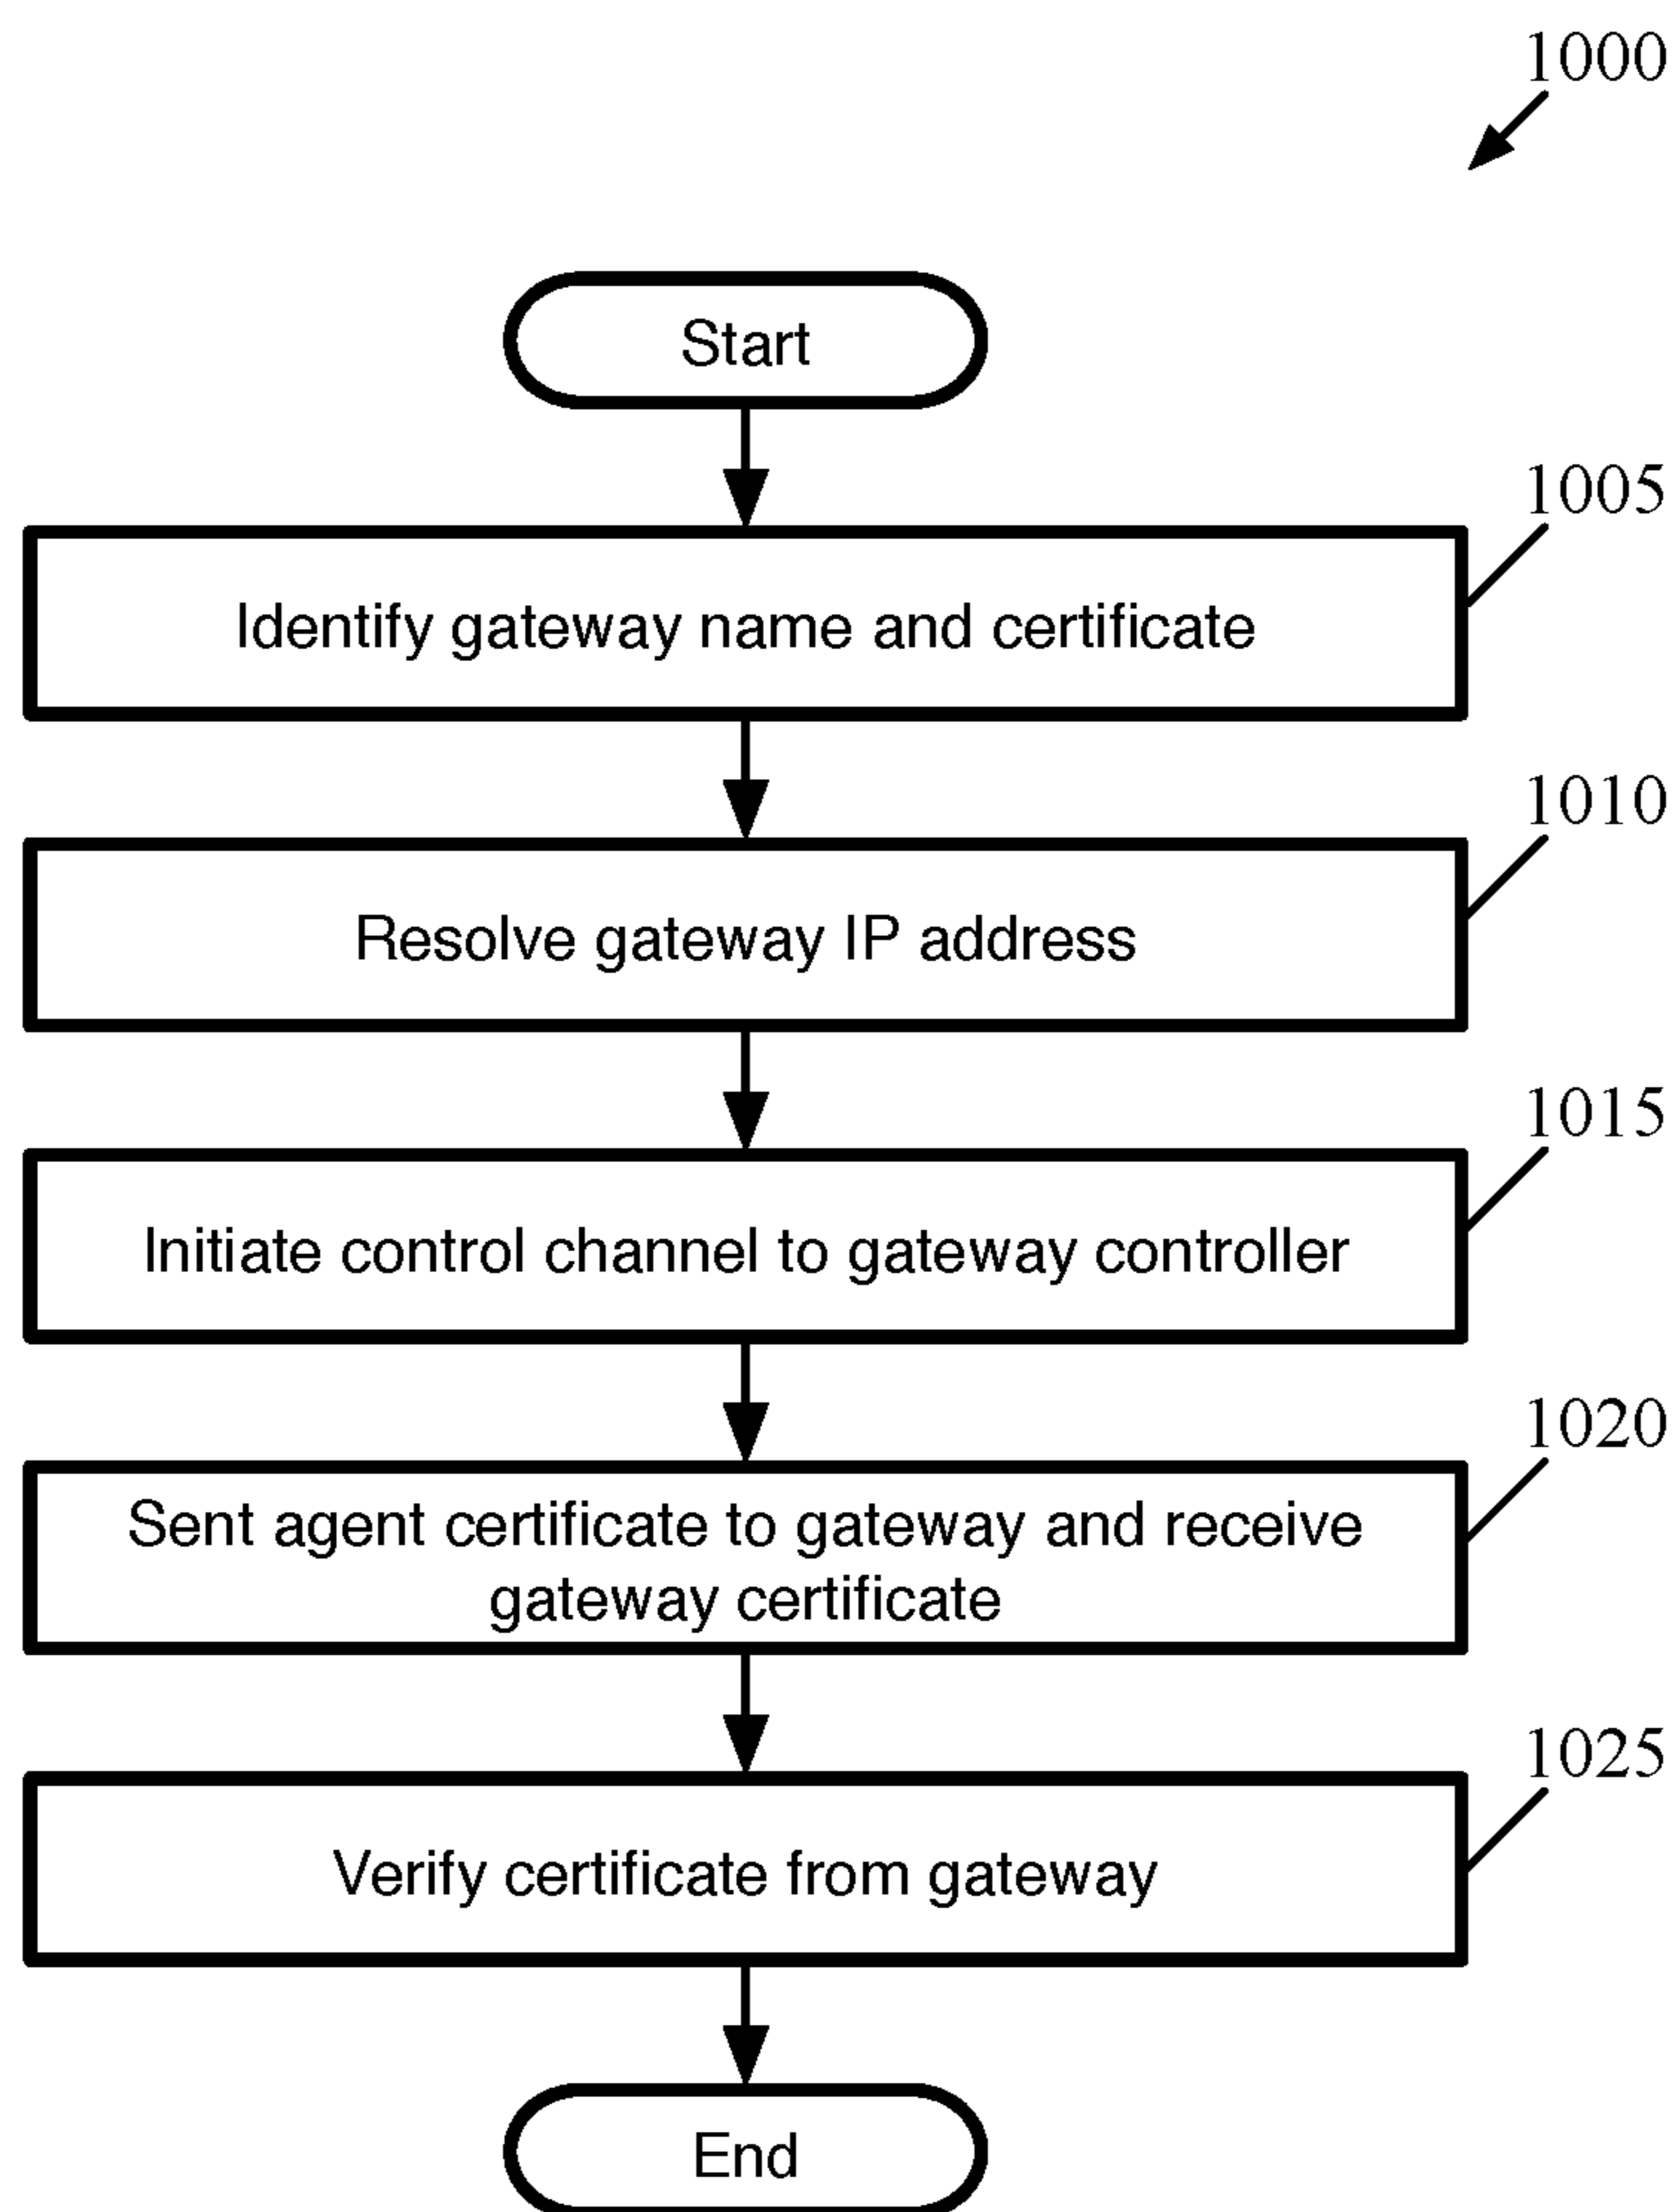 1000
Start
1005
Identify gateway name and certificate
1010
Resolve gateway IP address
1015
Initiate control channel to gateway controller
1020
Sent agent certificate to gateway and receive
gateway certificate
1025
Verify certificate from gateway
End